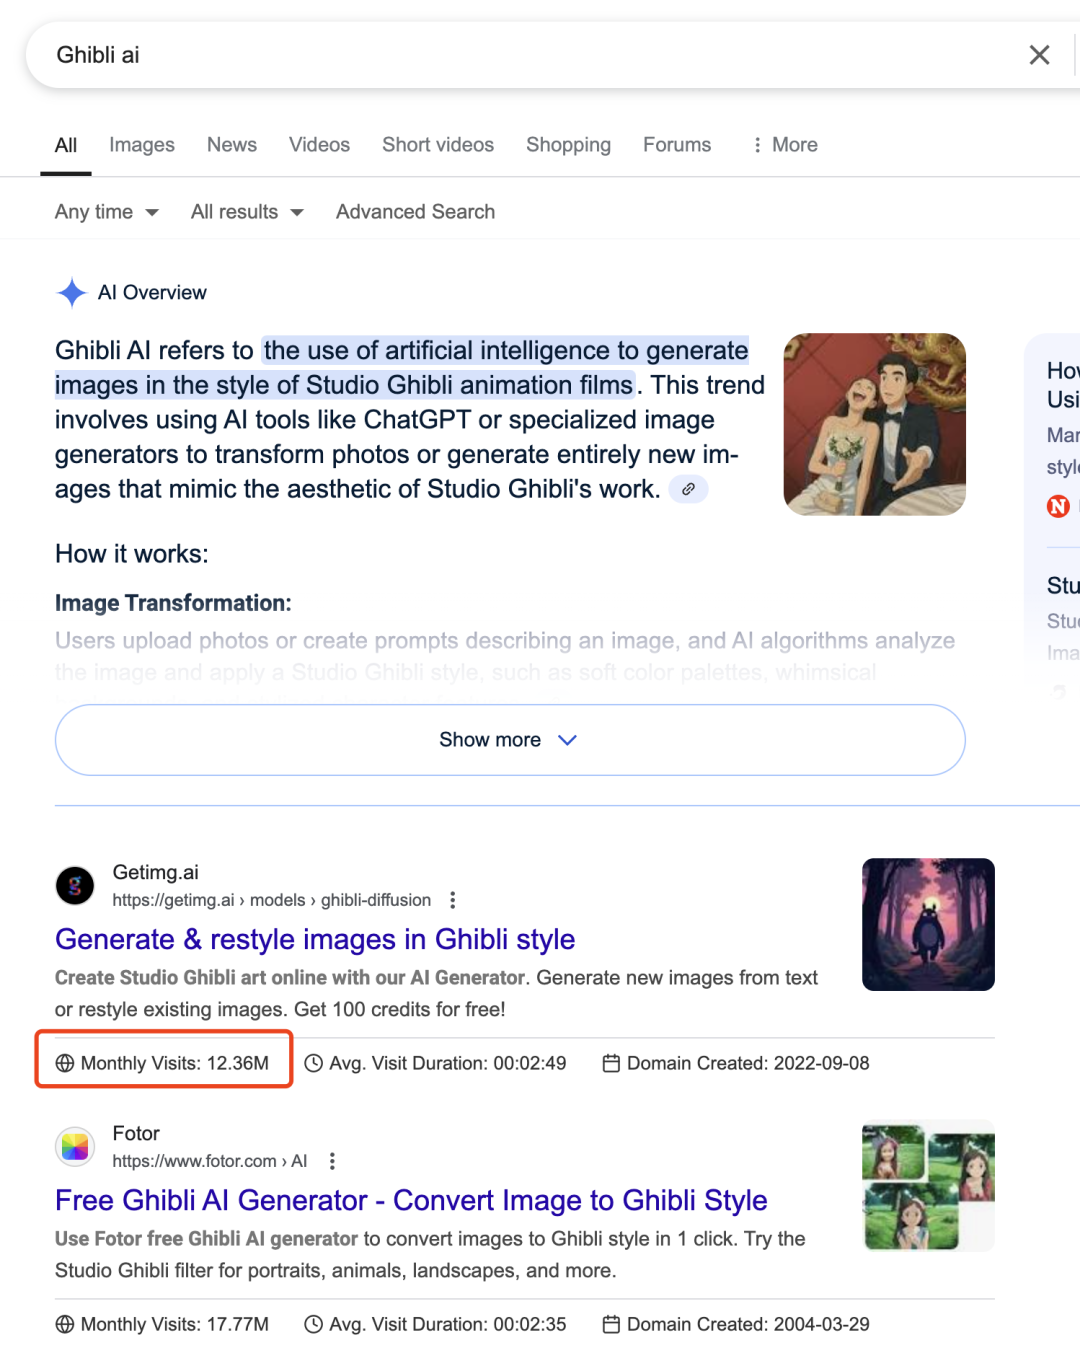 Ghibli ai
All Images News Videos Short videos Shopping Forums More
Any time All results Advanced Search
AI Overview
Ghibli AI refers to the use of artificial intelligence to generate
images in the style of Studio Ghibli animation films. This trend
involves using AI tools like ChatGPT or specialized image
generators to transform photos or generate entirely new im-
ages that mimic the aesthetic of Studio Ghibli's work.
How it works:
Image Transformation:
Users upload photos or create prompts describing an image, and AI algorithms analyze
the image and apply a Studio Ghibli style, such as soft color palettes, whimsical
Show more
Getimg.ai
https://getimg.ai › models › ghibli-diffusion
Generate & restyle images in Ghibli style
Create Studio Ghibli art online with our AI Generator. Generate new images from text
or restyle existing images. Get 100 credits for free!
Monthly Visits: 12.36M Avg. Visit Duration: 00:02:49 Domain Created: 2022-09-08
Fotor
https://www.fotor.com › AI
Free Ghibli AI Generator - Convert Image to Ghibli Style
Use Fotor free Ghibli AI generator to convert images to Ghibli style in 1 click. Try the
Studio Ghibli filter for portraits, animals, landscapes, and more.
Monthly Visits: 17.77M Avg. Visit Duration: 00:02:35 Domain Created: 2004-03-29